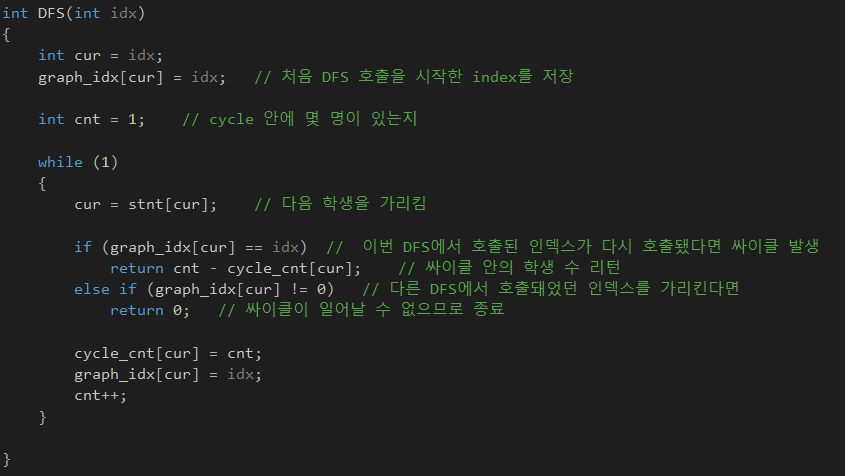 int DFS(int idx)
{
    int cur = idx;
    graph_idx[cur] = idx;   // 처음 DFS 호출을 시작한 index를 저장
    int cnt = 1;    // cycle 안에 몇 명이 있는지
    while (1)
    {
        cur = stnt[cur];    // 다음 학생을 가리킴
        if (graph_idx[cur] == idx)  //  이번 DFS에서 호출된 인덱스가 다시 호출됐다면 싸이클 발생
            return cnt - cycle_cnt[cur];    // 싸이클 안의 학생 수 리턴
        else if (graph_idx[cur] != 0)   // 다른 DFS에서 호출돼었던 인덱스를 가리킨다면
            return 0;   // 싸이클이 일어날 수 없으므로 종료
        cycle_cnt[cur] = cnt;
        graph_idx[cur] = idx;
        cnt++;
    }
}